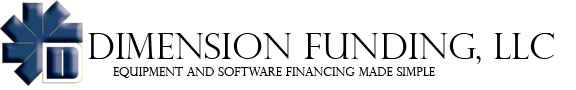 D DIMENSION FUNDING, LLC
EQUIPMENT AND SOFTWARE FINANCING MADE SIMPLE